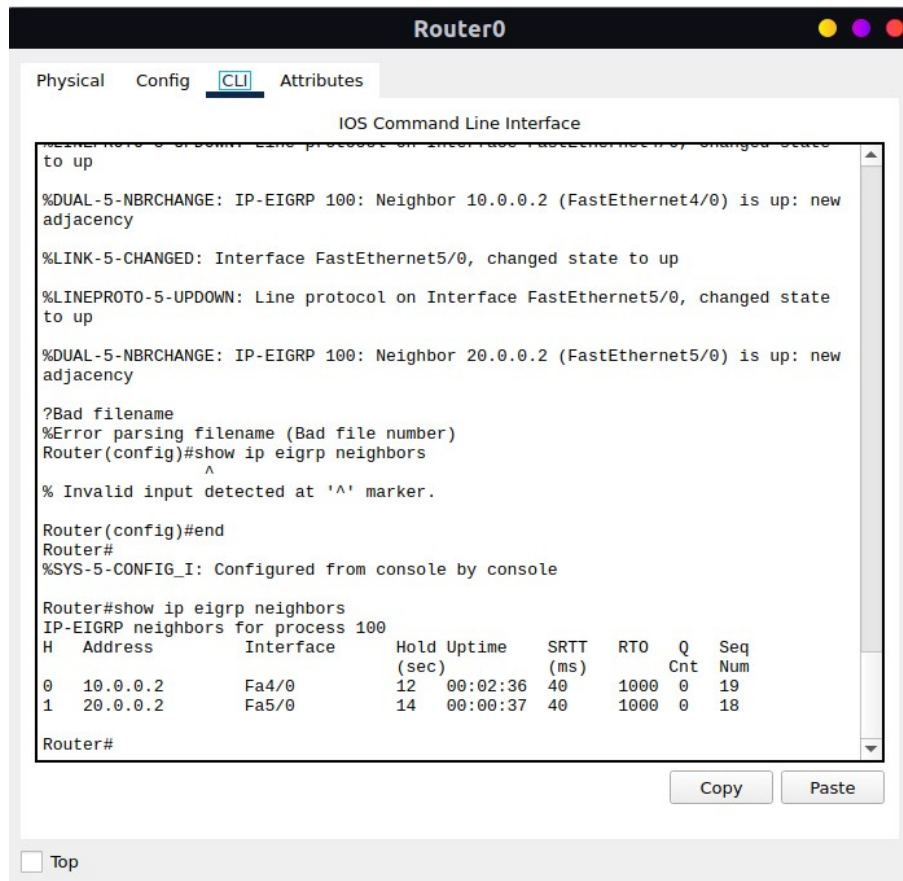 Router0
Physical Config CLI Attributes
IOS Command Line Interface
to up
%DUAL-5-NBRCHANGE: IP-EIGRP 100: Neighbor 10.0.0.2 (FastEthernet4/0) is up: new
adjacency
%LINK-5-CHANGED: Interface FastEthernet5/0, changed state to up
%LINEPROTO-5-UPDOWN: Line protocol on Interface FastEthernet5/0, changed state
to up
%DUAL-5-NBRCHANGE: IP-EIGRP 100: Neighbor 20.0.0.2 (FastEthernet5/0) is up: new
adjacency
?Bad filename
%Error parsing filename (Bad file number)
Router(config)#show ip eigrp neighbors
^
% Invalid input detected at '^' marker.
Router(config)#end
Router#
%SYS-5-CONFIG_I: Configured from console by console
Router#show ip eigrp neighbors
IP-EIGRP neighbors for process 100
H Address Interface Hold Uptime SRTT RTO Q Seq
(sec) (ms) Cnt Num
0 10.0.0.2 Fa4/0 12 00:02:36 40 1000 0 19
1 20.0.0.2 Fa5/0 14 00:00:37 40 1000 0 18
Router#
Copy Paste
Top